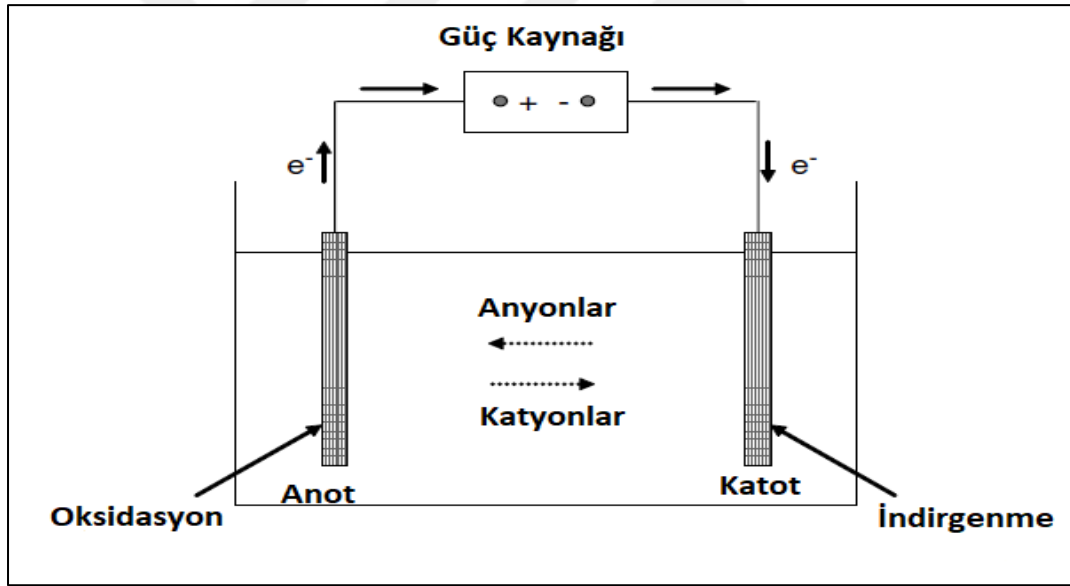 Güç Kaynağı
+ -
e-
e-
Anyonlar
Katyonlar
Anot
Katot
Oksidasyon
İndirgenme